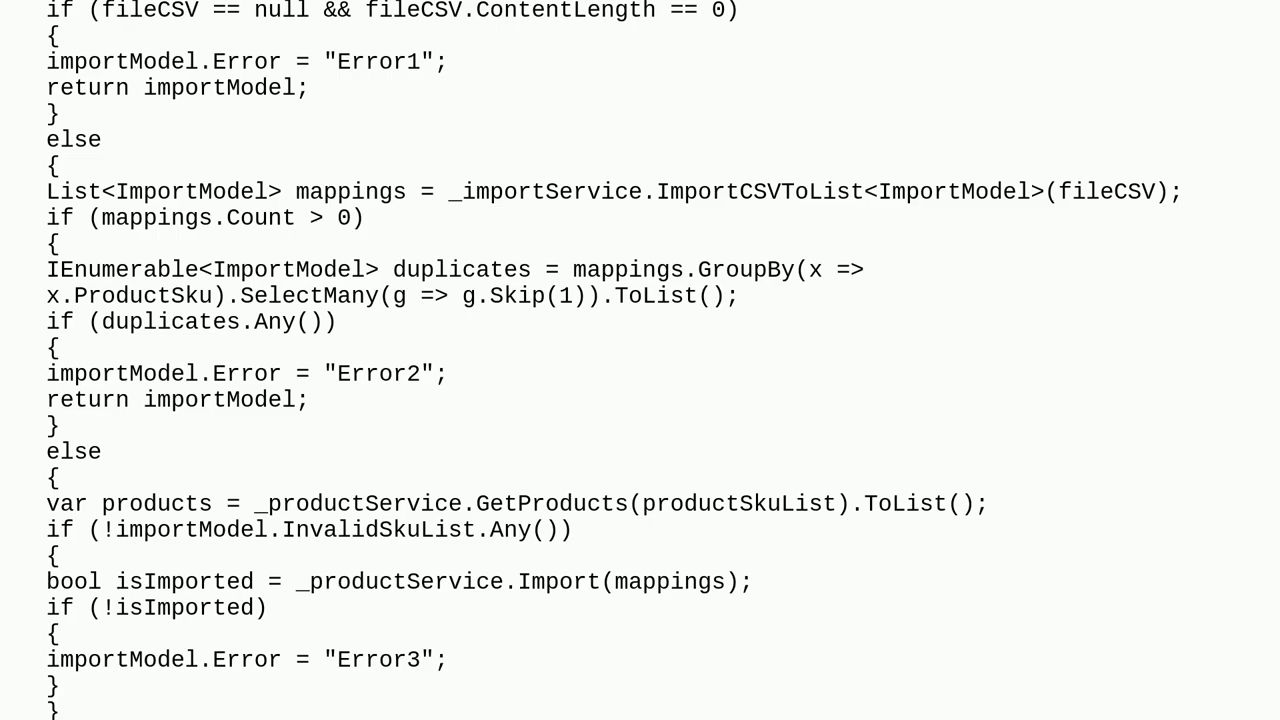 if (fileCSV == null && fileCSV.ContentLength == 0)
{
importModel.Error = "Error1";
return importModel;
}
else
{
List<ImportModel> mappings = _importService.ImportCSVToList<ImportModel>(fileCSV);
if (mappings.Count > 0)
{
IEnumerable<ImportModel> duplicates = mappings.GroupBy(x =>
x.ProductSku).SelectMany(g => g.Skip(1)).ToList();
if (duplicates.Any())
{
importModel.Error = "Error2";
return importModel;
}
else
{
var products = _productService.GetProducts(productSkuList).ToList();
if (!importModel.InvalidSkuList.Any())
{
bool isImported = _productService.Import(mappings);
if (!isImported)
{
importModel.Error = "Error3";
}
}